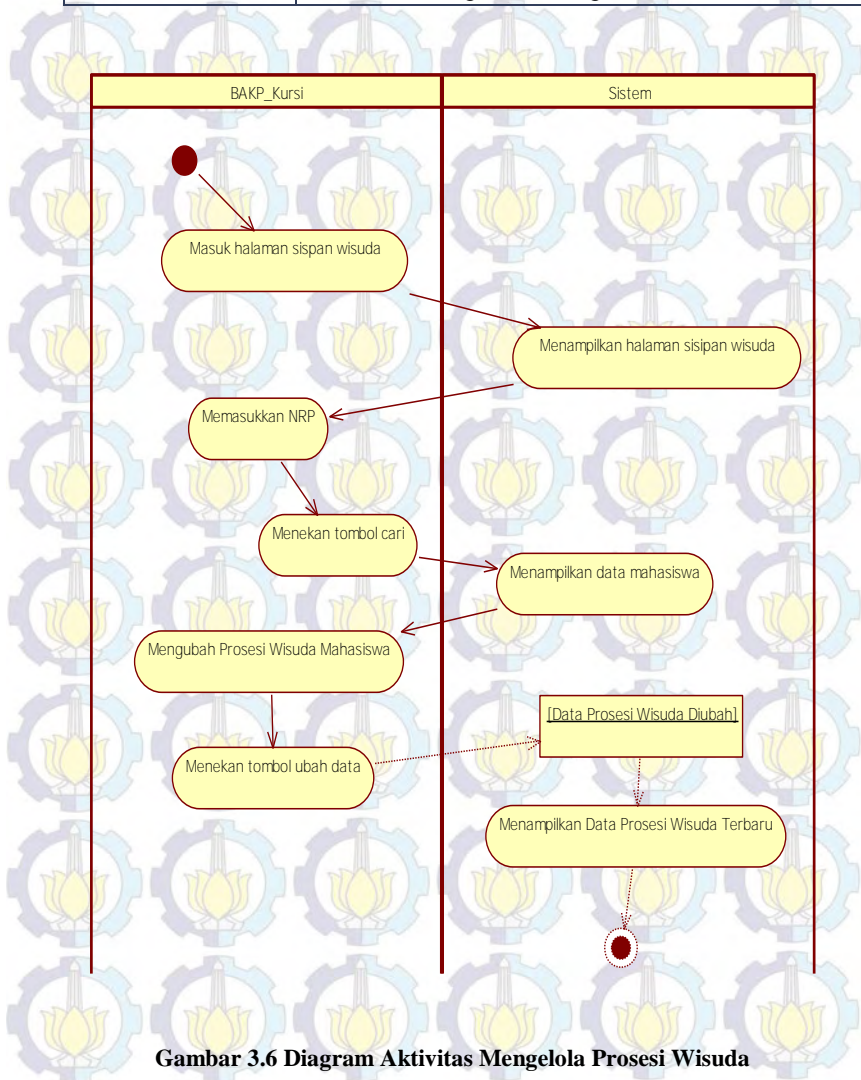 BAKP_Kursi
Sistem
Masuk halaman sispan wisuda
Menampilkan halaman sisipan wisuda
Memasukkan NRP
Menekan tombol cari
Menampilkan data mahasiswa
Mengubah Prosesi Wisuda Mahasiswa
[Data Prosesi Wisuda Diubah]
Menekan tombol ubah data
Menampilkan Data Prosesi Wisuda Terbaru
Gambar 3.6 Diagram Aktivitas Mengelola Prosesi Wisuda